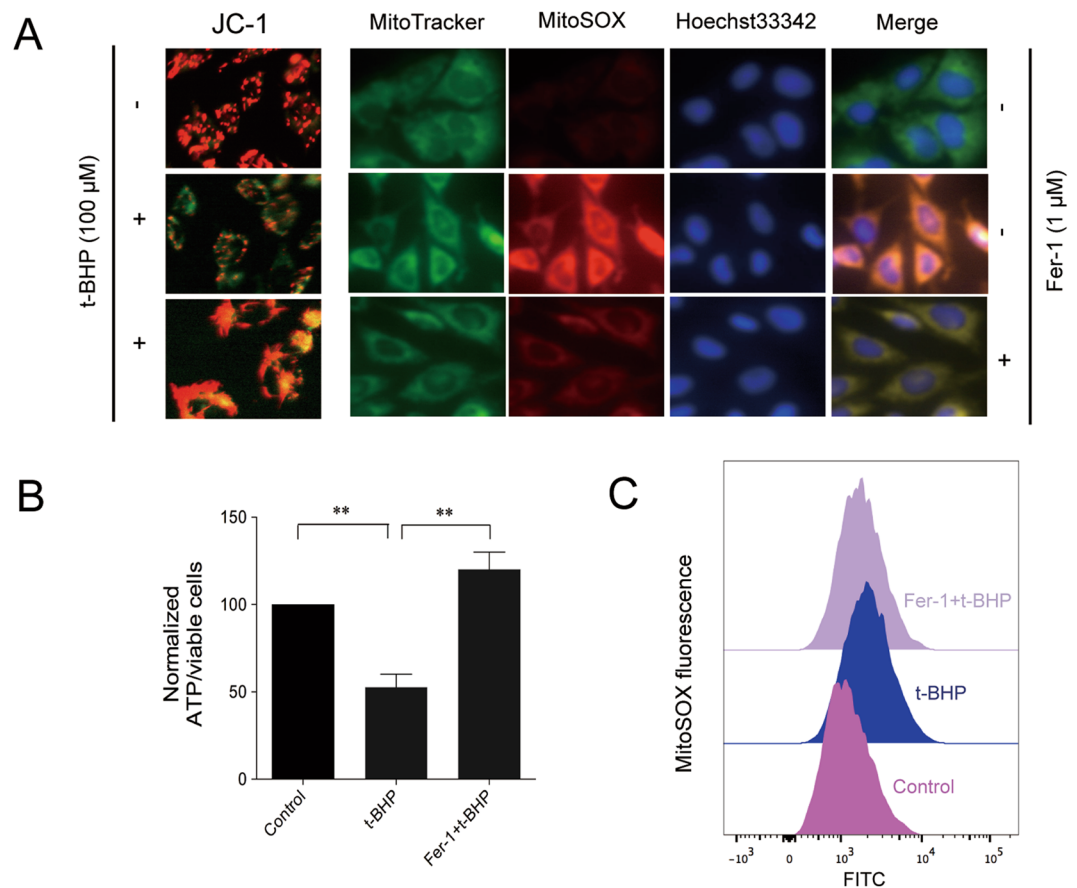 A
JC-1
MitoTracker
MitoSOX
Hoechst33342
Merge
t-BHP (100 μM)
-
+
+
-
-
+
Fer-1 (1 μM)
B
Normalized
ATP/viable cells
150
100
50
0
**
**
Control
t-BHP
Fer-1+t-BHP
C
MitoSOX fluorescence
Fer-1+t-BHP
t-BHP
Control
-10³
0
10³
10⁴
10⁵
FITC